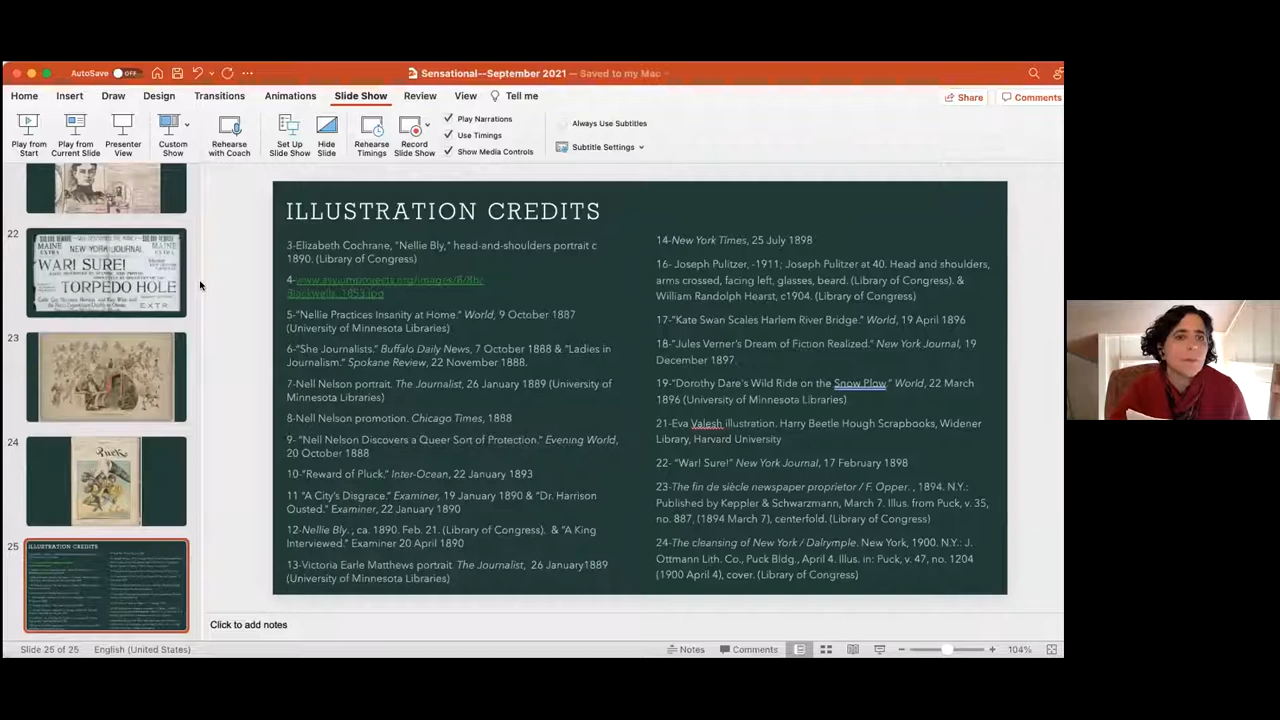 AutoSave OFF
Sensational--September 2021 — Saved to my Mac
Home Insert Draw Design Transitions Animations Slide Show Review View Tell me
Share Comments
Play from Start
Play from Current Slide
Presenter View
Custom Show
Rehearse with Coach
Set Up Slide Show
Hide Slide
Rehearse Timings
Record Slide Show
Play Narrations
Use Timings
Show Media Controls
Always Use Subtitles
Subtitle Settings
22
MAINE EXTRA
NEW YORK JOURNAL
MAINE EXTRA
WAR! SURE!
TORPEDO HOLE
EXTR
23
24
Puck
25
ILLUSTRATION CREDITS
ILLUSTRATION CREDITS
3-Elizabeth Cochrane, "Nellie Bly," head-and-shoulders portrait c
1890. (Library of Congress)
4-www.asylumprojects.org/images/8/8b/
Blackwells_1853.jpg
5-"Nellie Practices Insanity at Home." World, 9 October 1887
(University of Minnesota Libraries)
6-"She Journalists." Buffalo Daily News, 7 October 1888 & "Ladies in
Journalism." Spokane Review, 22 November 1888.
7-Nell Nelson portrait. The Journalist, 26 January 1889 (University of
Minnesota Libraries)
8-Nell Nelson promotion. Chicago Times, 1888
9- "Nell Nelson Discovers a Queer Sort of Protection." Evening World,
20 October 1888
10-"Reward of Pluck." Inter-Ocean, 22 January 1893
11 "A City's Disgrace." Examiner, 19 January 1890 & "Dr. Harrison
Ousted." Examiner, 22 January 1890
12-Nellie Bly. , ca. 1890. Feb. 21. (Library of Congress). & "A King
Interviewed." Examiner 20 April 1890
13-Victoria Earle Matthews portrait. The Journalist, 26 January1889
(University of Minnesota Libraries)
14-New York Times, 25 July 1898
16- Joseph Pulitzer, -1911; Joseph Pulitzer at 40. Head and shoulders,
arms crossed, facing left, glasses, beard. (Library of Congress). &
William Randolph Hearst, c1904. (Library of Congress)
17-"Kate Swan Scales Harlem River Bridge." World, 19 April 1896
18-"Jules Verner's Dream of Fiction Realized." New York Journal, 19
December 1897.
19-"Dorothy Dare's Wild Ride on the Snow Plow." World, 22 March
1896 (University of Minnesota Libraries)
21-Eva Valesh illustration. Harry Beetle Hough Scrapbooks, Widener
Library, Harvard University
22- "War! Sure!" New York Journal, 17 February 1898
23-The fin de siècle newspaper proprietor / F. Opper. , 1894. N.Y.:
Published by Keppler & Schwarzmann, March 7. Illus. from Puck, v. 35,
no. 887, (1894 March 7), centerfold. (Library of Congress)
24-The cleansing of New York / Dalrymple. New York, 1900. N.Y.: J.
Ottmann Lith. Co., Puck Bldg., April 4. Illus. in: Puck, v. 47, no. 1204
(1900 April 4), cover. (Library of Congress)
Click to add notes
Slide 25 of 25 English (United States) Notes Comments 104%